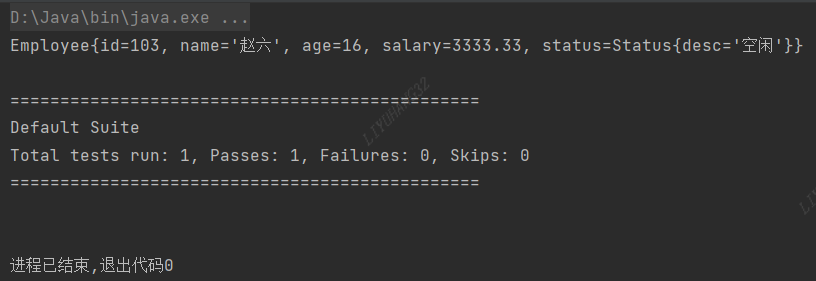 D:\Java\bin\java.exe ...
Employee{id=103, name='赵六', age=16, salary=3333.33, status=Status{desc='空闲'}}
===============================================
Default Suite
Total tests run: 1, Passes: 1, Failures: 0, Skips: 0
===============================================
进程已结束,退出代码0
LIYUHANG32
LIY